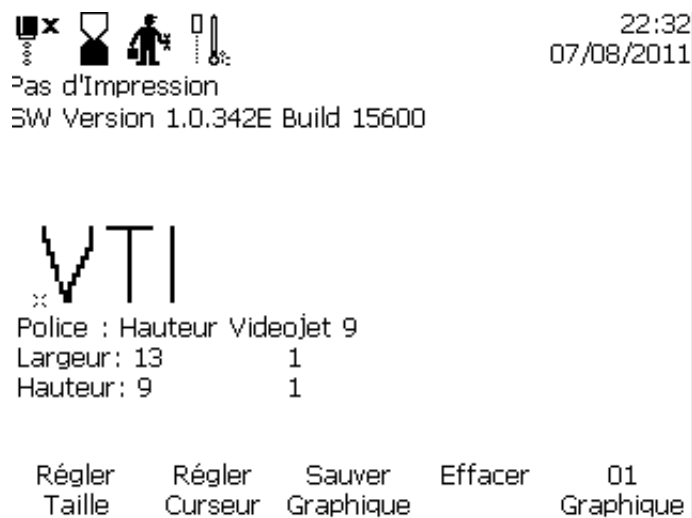 22:32
07/08/2011
Pas d'Impression
SW Version 1.0.342E Build 15600
VTI
Police : Hauteur Videojet 9
Largeur: 13 1
Hauteur: 9 1
Régler Régler Sauver Effacer 01
Taille Curseur Graphique Graphique